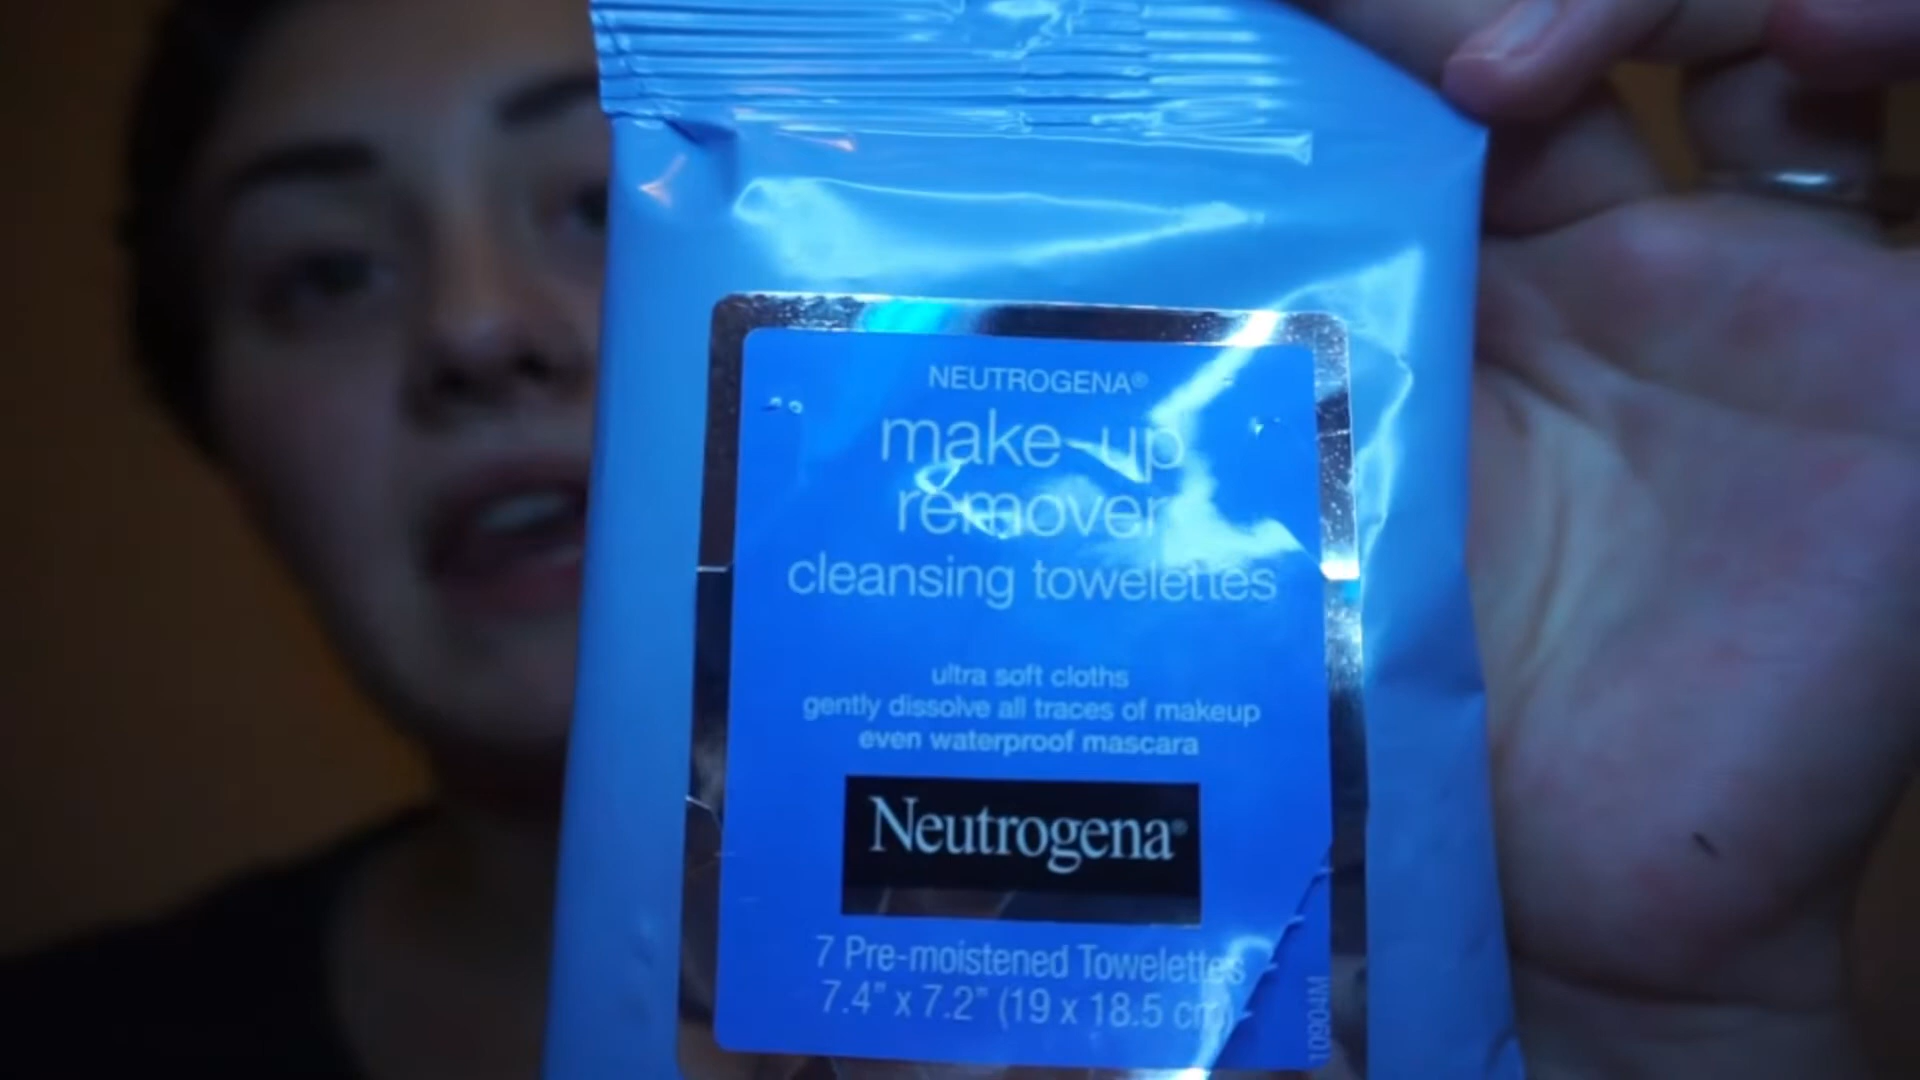 NEUTROGENA®
make-up
remover
cleansing towelettes
ultra soft cloths
gently dissolve all traces of makeup
even waterproof mascara
Neutrogena®
7 Pre-moistened Towelettes
7.4" x 7.2" (19 x 18.5 cm)
10904M